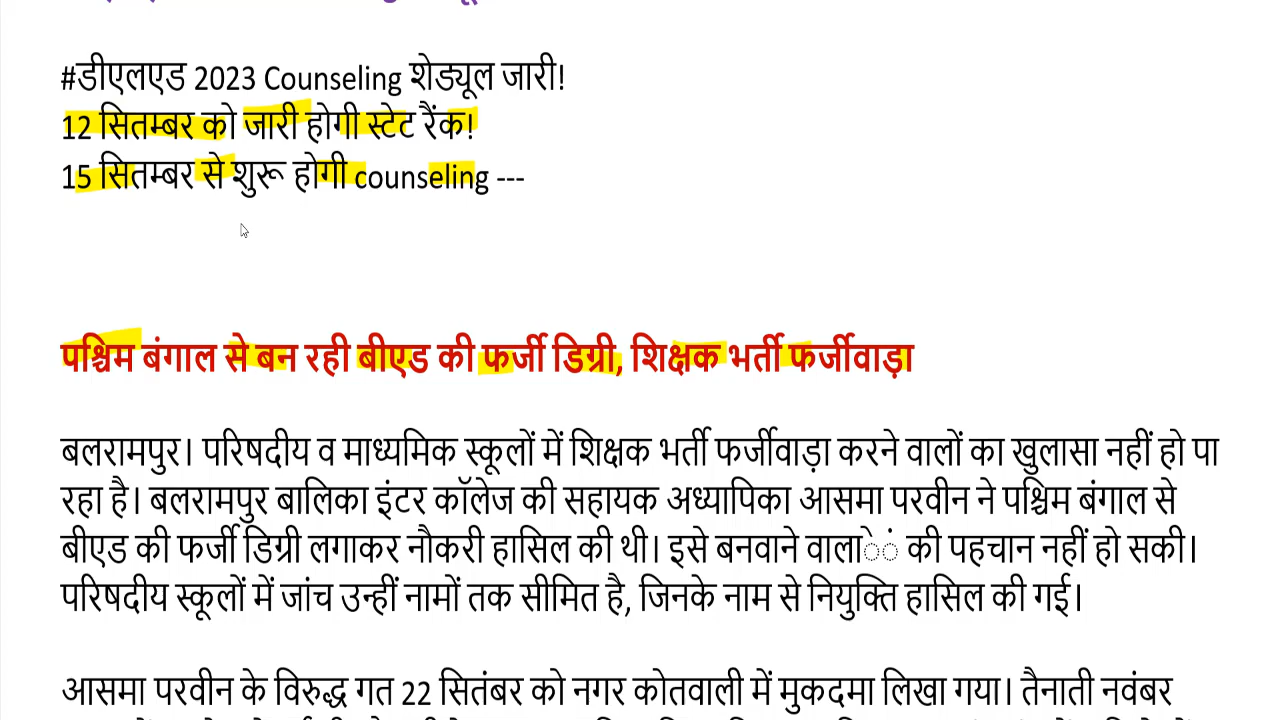 #डीएलएड 2023 Counseling शेड्यूल जारी!
12 सितम्बर को जारी होगी स्टेट रैंक!
15 सितम्बर से शुरू होगी counseling ---
पश्चिम बंगाल से बन रही बीएड की फर्जी डिग्री, शिक्षक भर्ती फर्जीवाड़ा
बलरामपुर। परिषदीय व माध्यमिक स्कूलों में शिक्षक भर्ती फर्जीवाड़ा करने वालों का खुलासा नहीं हो पा
रहा है। बलरामपुर बालिका इंटर कॉलेज की सहायक अध्यापिका आसमा परवीन ने पश्चिम बंगाल से
बीएड की फर्जी डिग्री लगाकर नौकरी हासिल की थी। इसे बनवाने वालाें की पहचान नहीं हो सकी।
परिषदीय स्कूलों में जांच उन्हीं नामों तक सीमित है, जिनके नाम से नियुक्ति हासिल की गई।
आसमा परवीन के विरुद्ध गत 22 सितंबर को नगर कोतवाली में मुकदमा लिखा गया। तैनाती नवंबर